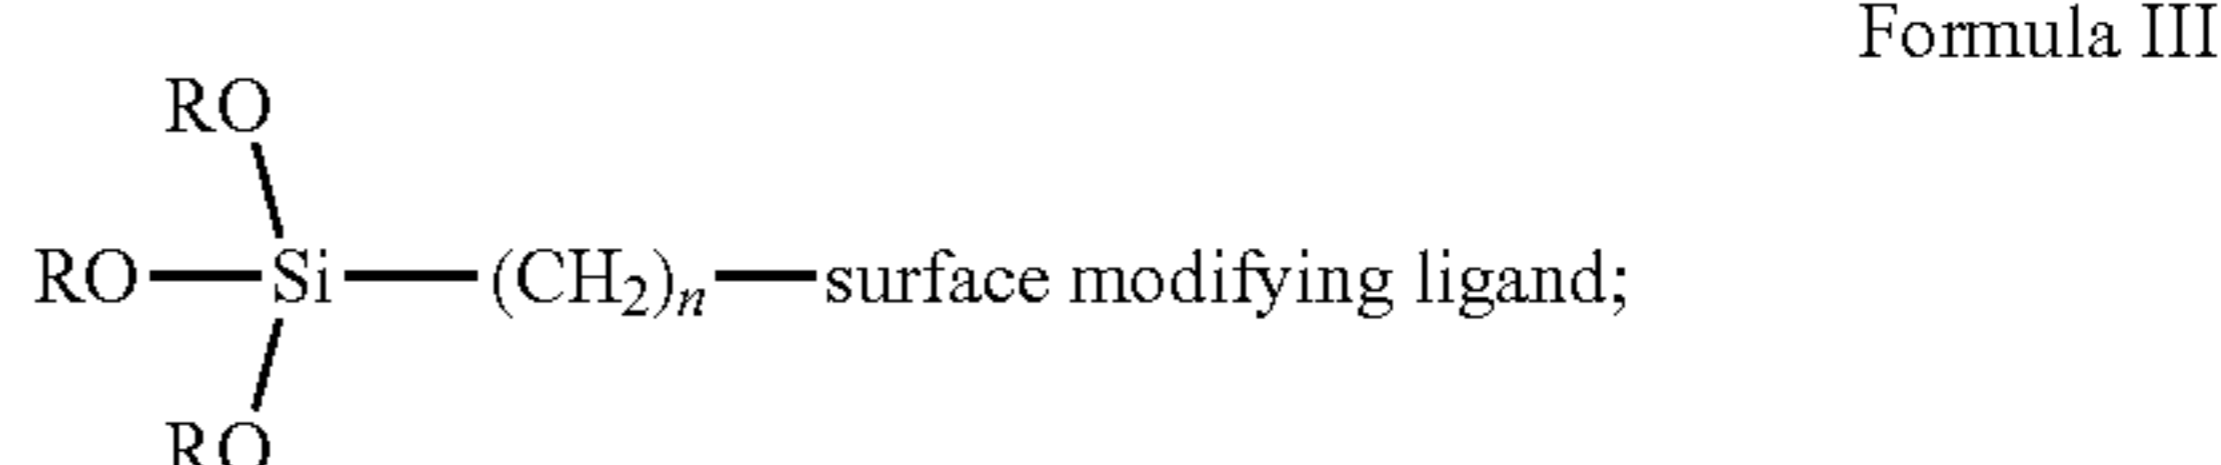 Formula III
RO
RO—Si—(CH₂)ₙ—surface modifying ligand;
RO